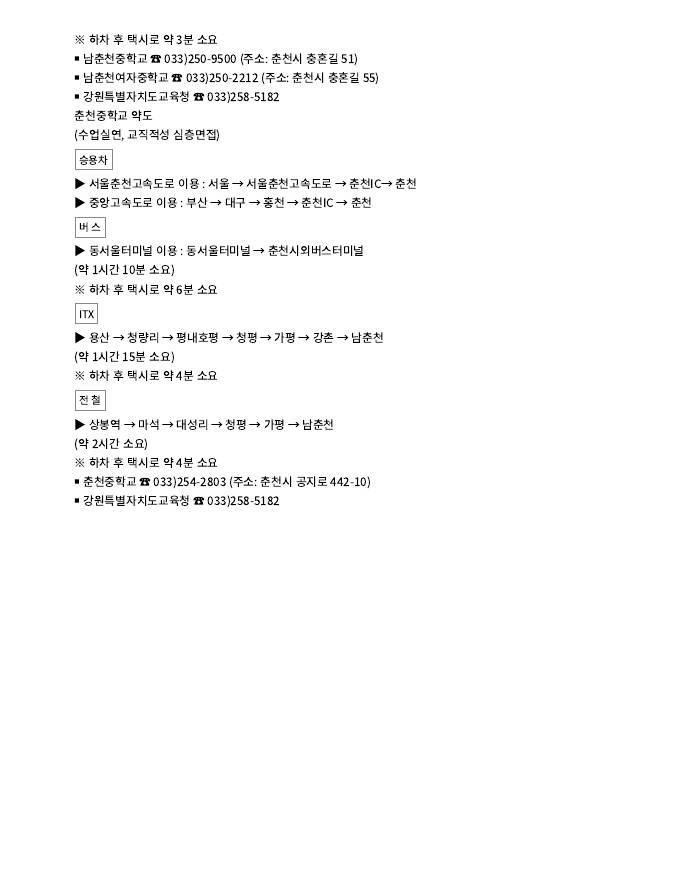 ※ 하차 후 택시로 약 3분 소요
▪ 남춘천중학교 ☎ 033)250-9500 (주소: 춘천시 충혼길 51)
▪ 남춘천여자중학교 ☎ 033)250-2212 (주소: 춘천시 충혼길 55)
▪ 강원특별자치도교육청 ☎ 033)258-5182
춘천중학교 약도
(수업실연, 교직적성 심층면접)
승용차
▶ 서울춘천고속도로 이용 : 서울 → 서울춘천고속도로 → 춘천IC→ 춘천
▶ 중앙고속도로 이용 : 부산 → 대구 → 홍천 → 춘천IC → 춘천
버 스
▶ 동서울터미널 이용 : 동서울터미널 → 춘천시외버스터미널
(약 1시간 10분 소요)
※ 하차 후 택시로 약 6분 소요
ITX
▶ 용산 → 청량리 → 평내호평 → 청평 → 가평 → 강촌 → 남춘천
(약 1시간 15분 소요)
※ 하차 후 택시로 약 4분 소요
전 철
▶ 상봉역 → 마석 → 대성리 → 청평 → 가평 → 남춘천
(약 2시간 소요)
※ 하차 후 택시로 약 4분 소요
▪ 춘천중학교 ☎ 033)254-2803 (주소: 춘천시 공지로 442-10)
▪ 강원특별자치도교육청 ☎ 033)258-5182